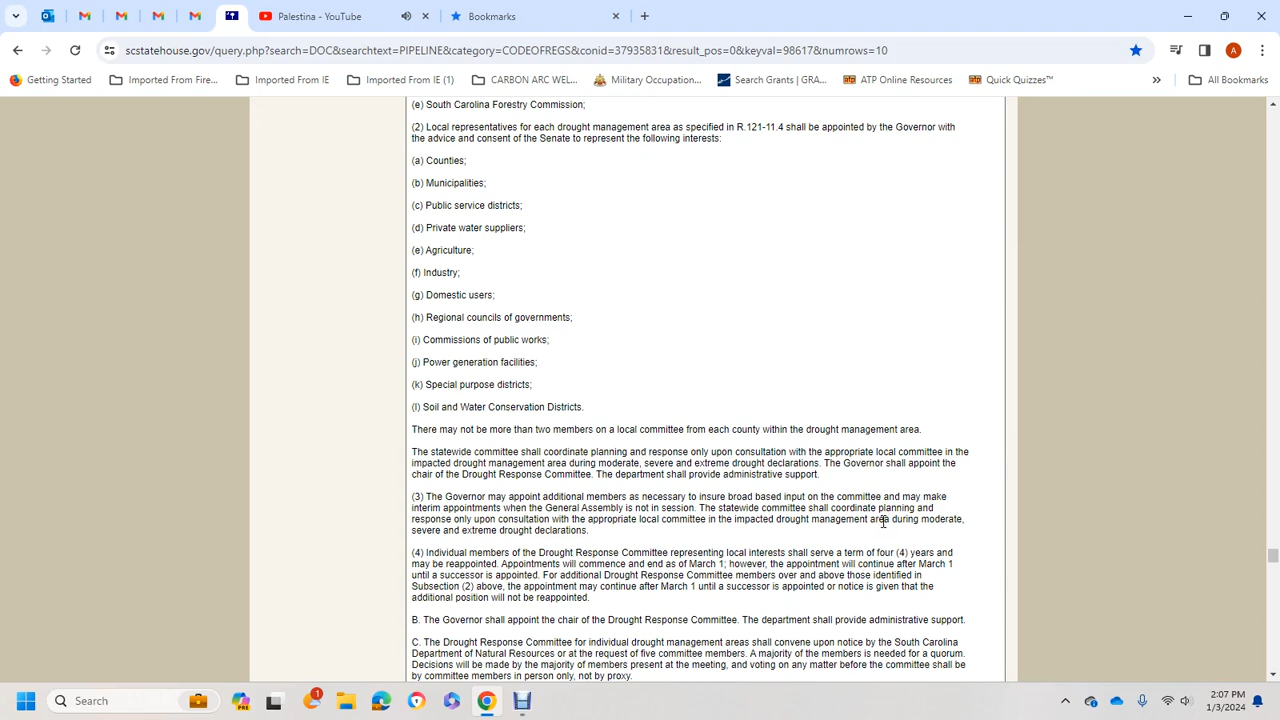 Palestina - YouTube
Bookmarks
scstatehouse.gov/query.php?search=DOC&searchtext=PIPELINE&category=CODEOFREGS&conid=37935831&result_pos=0&keyval=98617&numrows=10
A
Getting Started
Imported From Fire...
Imported From IE
Imported From IE (1)
CARBON ARC WEL...
Military Occupation...
Search Grants | GRA...
ATP Online Resources
Quick Quizzes™
All Bookmarks
(e) South Carolina Forestry Commission;
(2) Local representatives for each drought management area as specified in R.121-11.4 shall be appointed by the Governor with
the advice and consent of the Senate to represent the following interests:
(a) Counties;
(b) Municipalities;
(c) Public service districts;
(d) Private water suppliers;
(e) Agriculture;
(f) Industry;
(g) Domestic users;
(h) Regional councils of governments;
(i) Commissions of public works;
(j) Power generation facilities;
(k) Special purpose districts;
(l) Soil and Water Conservation Districts.
There may not be more than two members on a local committee from each county within the drought management area.
The statewide committee shall coordinate planning and response only upon consultation with the appropriate local committee in the
impacted drought management area during moderate, severe and extreme drought declarations. The Governor shall appoint the
chair of the Drought Response Committee. The department shall provide administrative support.
(3) The Governor may appoint additional members as necessary to insure broad based input on the committee and may make
interim appointments when the General Assembly is not in session. The statewide committee shall coordinate planning and
response only upon consultation with the appropriate local committee in the impacted drought management area during moderate,
severe and extreme drought declarations.
(4) Individual members of the Drought Response Committee representing local interests shall serve a term of four (4) years and
may be reappointed. Appointments will commence and end as of March 1; however, the appointment will continue after March 1
until a successor is appointed. For additional Drought Response Committee members over and above those identified in
Subsection (2) above, the appointment may continue after March 1 until a successor is appointed or notice is given that the
additional position will not be reappointed.
B. The Governor shall appoint the chair of the Drought Response Committee. The department shall provide administrative support.
C. The Drought Response Committee for individual drought management areas shall convene upon notice by the South Carolina
Department of Natural Resources or at the request of five committee members. A majority of the members is needed for a quorum.
Decisions will be made by the majority of members present at the meeting, and voting on any matter before the committee shall be
by committee members in person only, not by proxy.
Search
PRE
1
2:07 PM
1/3/2024